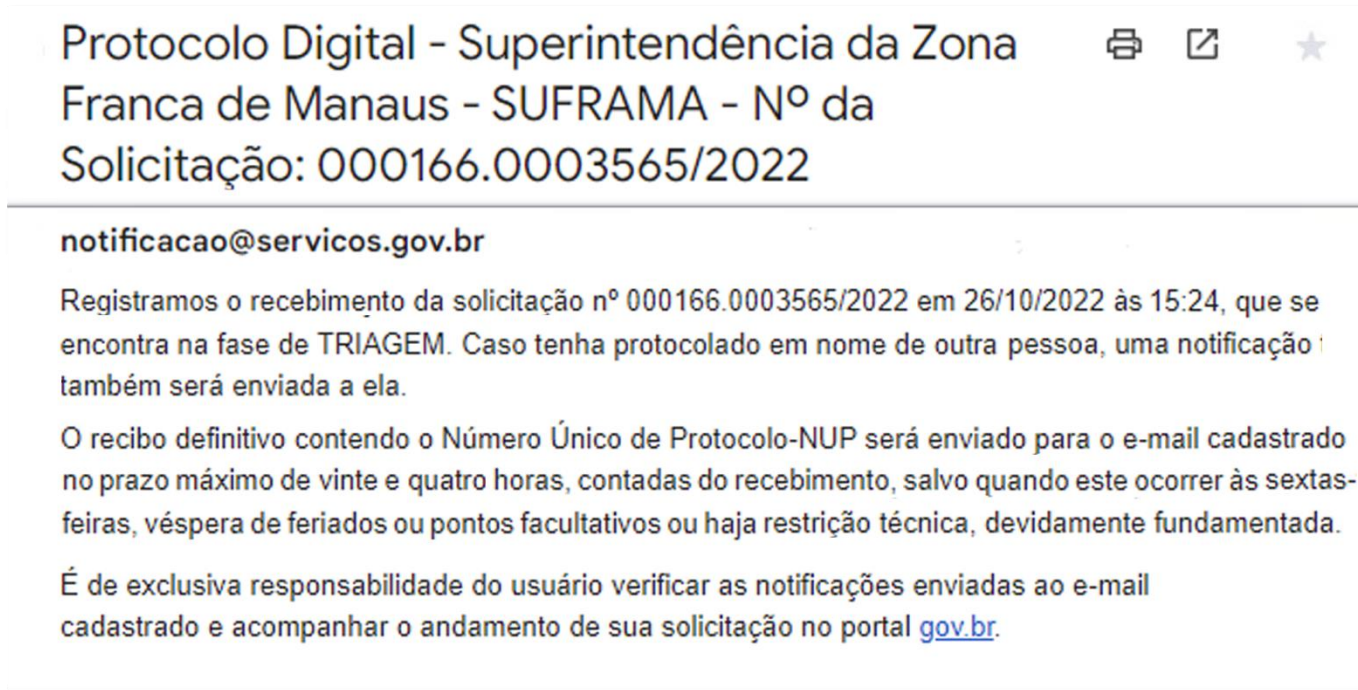 Protocolo Digital - Superintendência da Zona
Franca de Manaus - SUFRAMA - Nº da
Solicitação: 000166.0003565/2022
notificacao@servicos.gov.br
Registramos o recebimento da solicitação nº 000166.0003565/2022 em 26/10/2022 às 15:24, que se
encontra na fase de TRIAGEM. Caso tenha protocolado em nome de outra pessoa, uma notificação
também será enviada a ela.
O recibo definitivo contendo o Número Único de Protocolo-NUP será enviado para o e-mail cadastrado
no prazo máximo de vinte e quatro horas, contadas do recebimento, salvo quando este ocorrer às sextas-
feiras, véspera de feriados ou pontos facultativos ou haja restrição técnica, devidamente fundamentada.
É de exclusiva responsabilidade do usuário verificar as notificações enviadas ao e-mail
cadastrado e acompanhar o andamento de sua solicitação no portal gov.br.